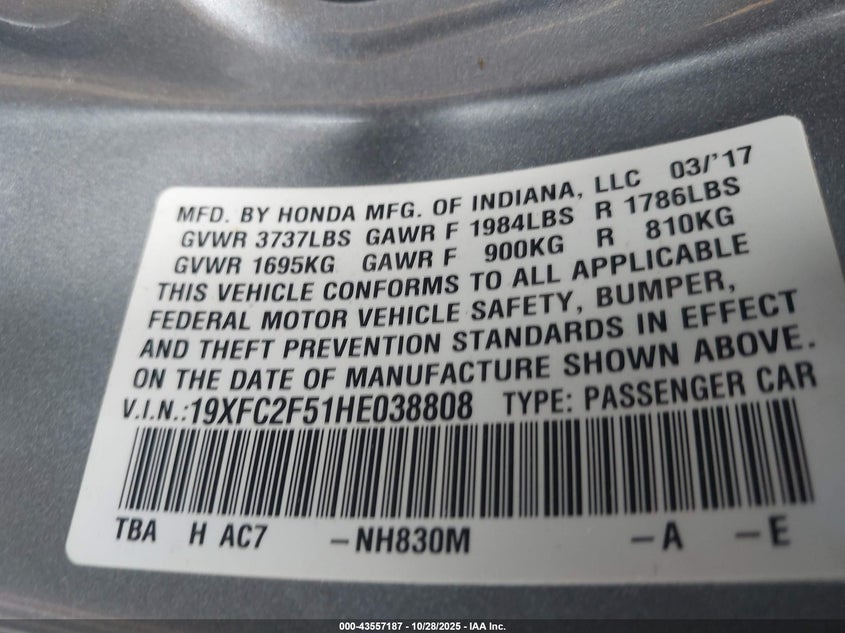 MFD. BY HONDA MFG. OF INDIANA, LLC 03/'17
GVWR 3737LBS GAWR F 1984LBS R 1786LBS
GVWR 1695KG GAWR F 900KG R 810KG
THIS VEHICLE CONFORMS TO ALL APPLICABLE
FEDERAL MOTOR VEHICLE SAFETY, BUMPER,
AND THEFT PREVENTION STANDARDS IN EFFECT
ON THE DATE OF MANUFACTURE SHOWN ABOVE.
V.I.N.:19XFC2F51HE038808 TYPE: PASSENGER CAR
TBA H AC7 –NH830M –A –E
000-43557187 - 10/28/2025 - IAA Inc.